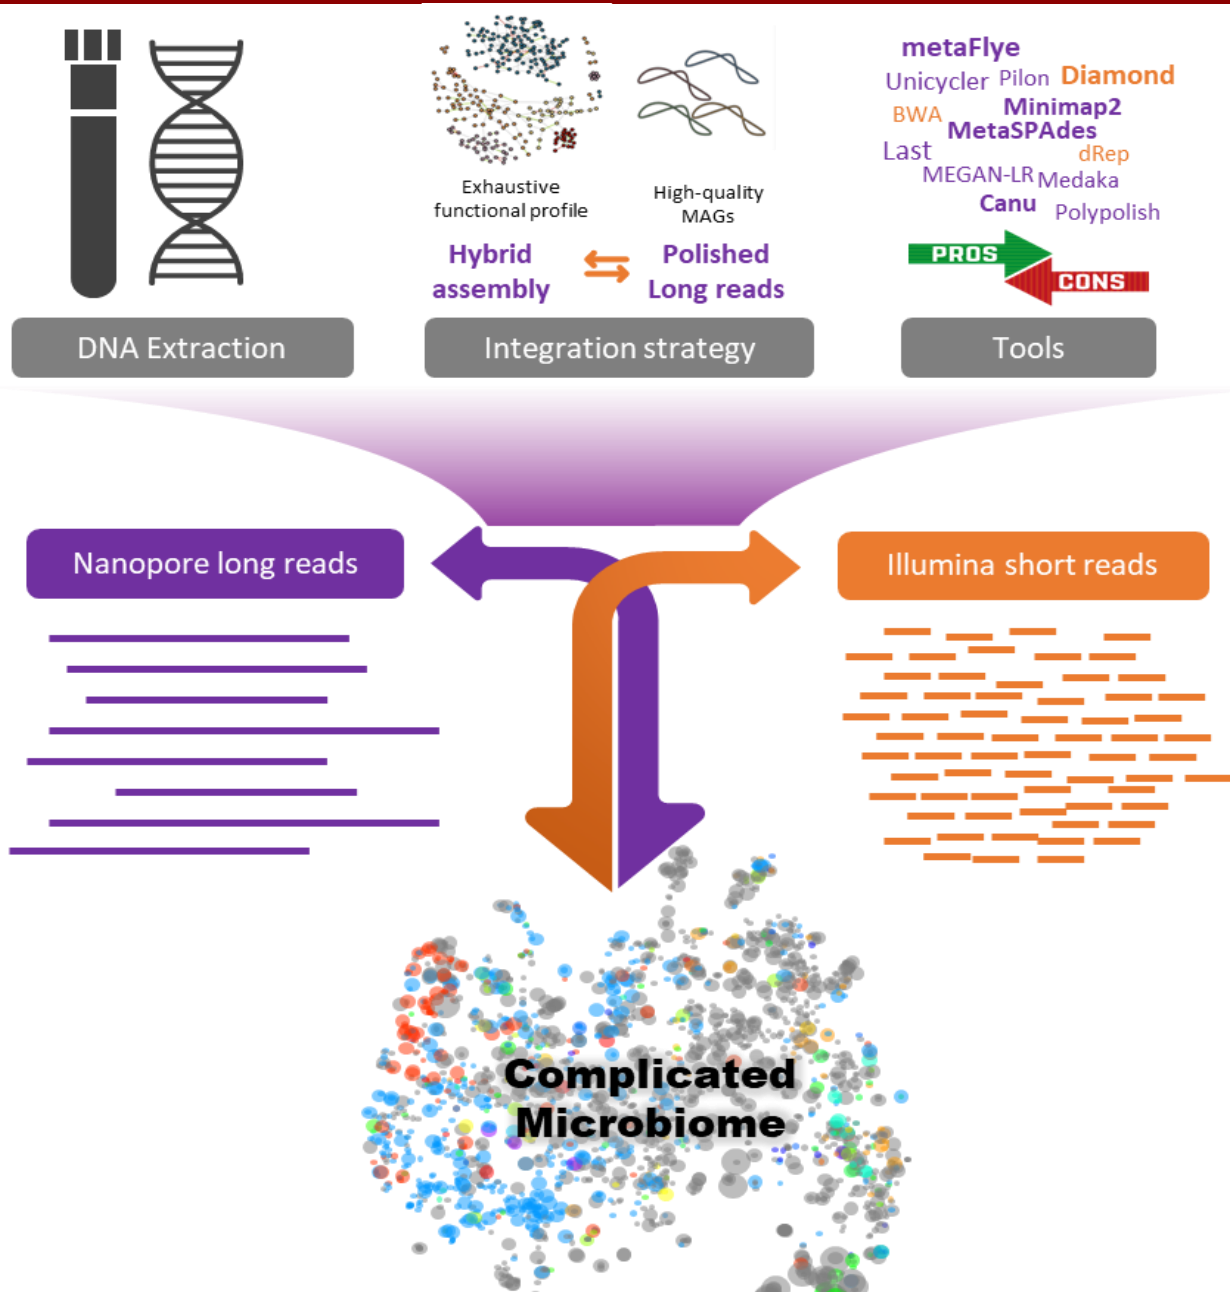 metaFlye
Unicycler Pilon Diamond
BWA Minimap2
MetaSPAdes
Last dRep
MEGAN-LR Medaka
Canu Polypolish
Exhaustive
functional profile
High-quality
MAGs
Hybrid
assembly
Polished
Long reads
PROS
CONS
DNA Extraction
Integration strategy
Tools
Nanopore long reads
Illumina short reads
Complicated
Microbiome